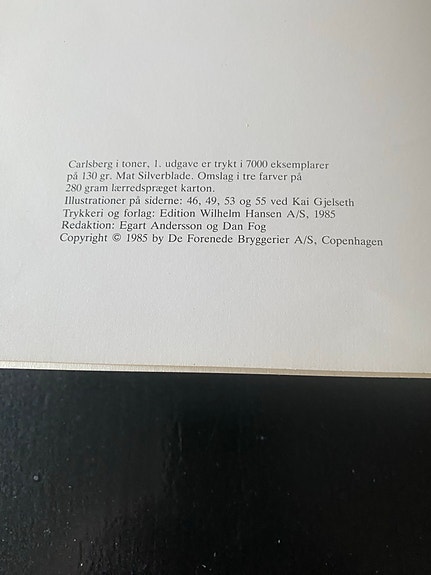 Carlsberg i toner, 1. udgave er trykt i 7000 eksemplarer
på 130 gr. Mat Silverblade. Omslag i tre farver på
280 gram lærredspræget karton.
Illustrationer på siderne: 46, 49, 53 og 55 ved Kai Gjelseth
Trykkeri og forlag: Edition Wilhelm Hansen A/S, 1985
Redaktion: Egart Andersson og Dan Fog
Copyright © 1985 by De Forenede Bryggerier A/S, Copenhagen